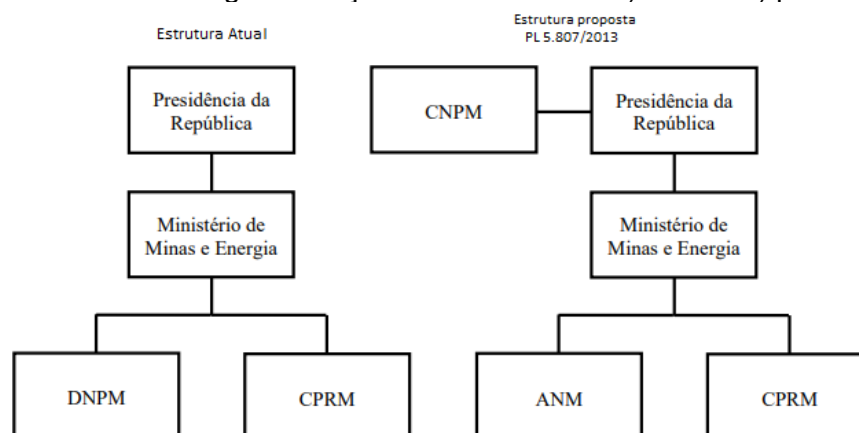 Estrutura Atual
Presidência da
República
Ministério de
Minas e Energia
DNPM
CPRM
Estrutura proposta
PL 5.807/2013
CNPM
Presidência da
República
Ministério de
Minas e Energia
ANM
CPRM